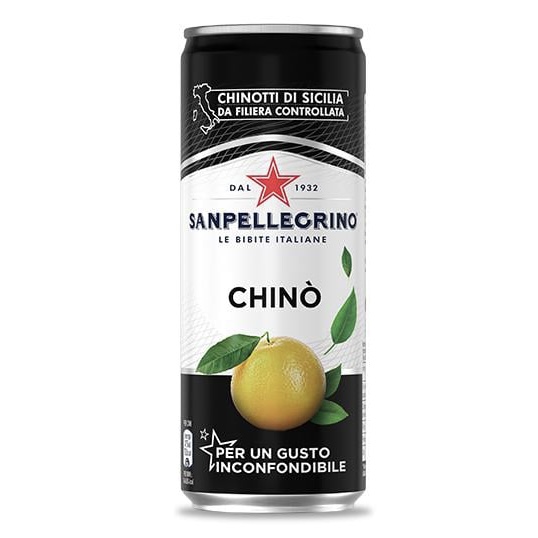 CHINOTTI DI SICILIA
DA FILIERA CONTROLLATA
DAL 1932
SANPELLEGRINO
LE BIBITE ITALIANE
CHINÒ
PER UN GUSTO
INCONFONDIBILE